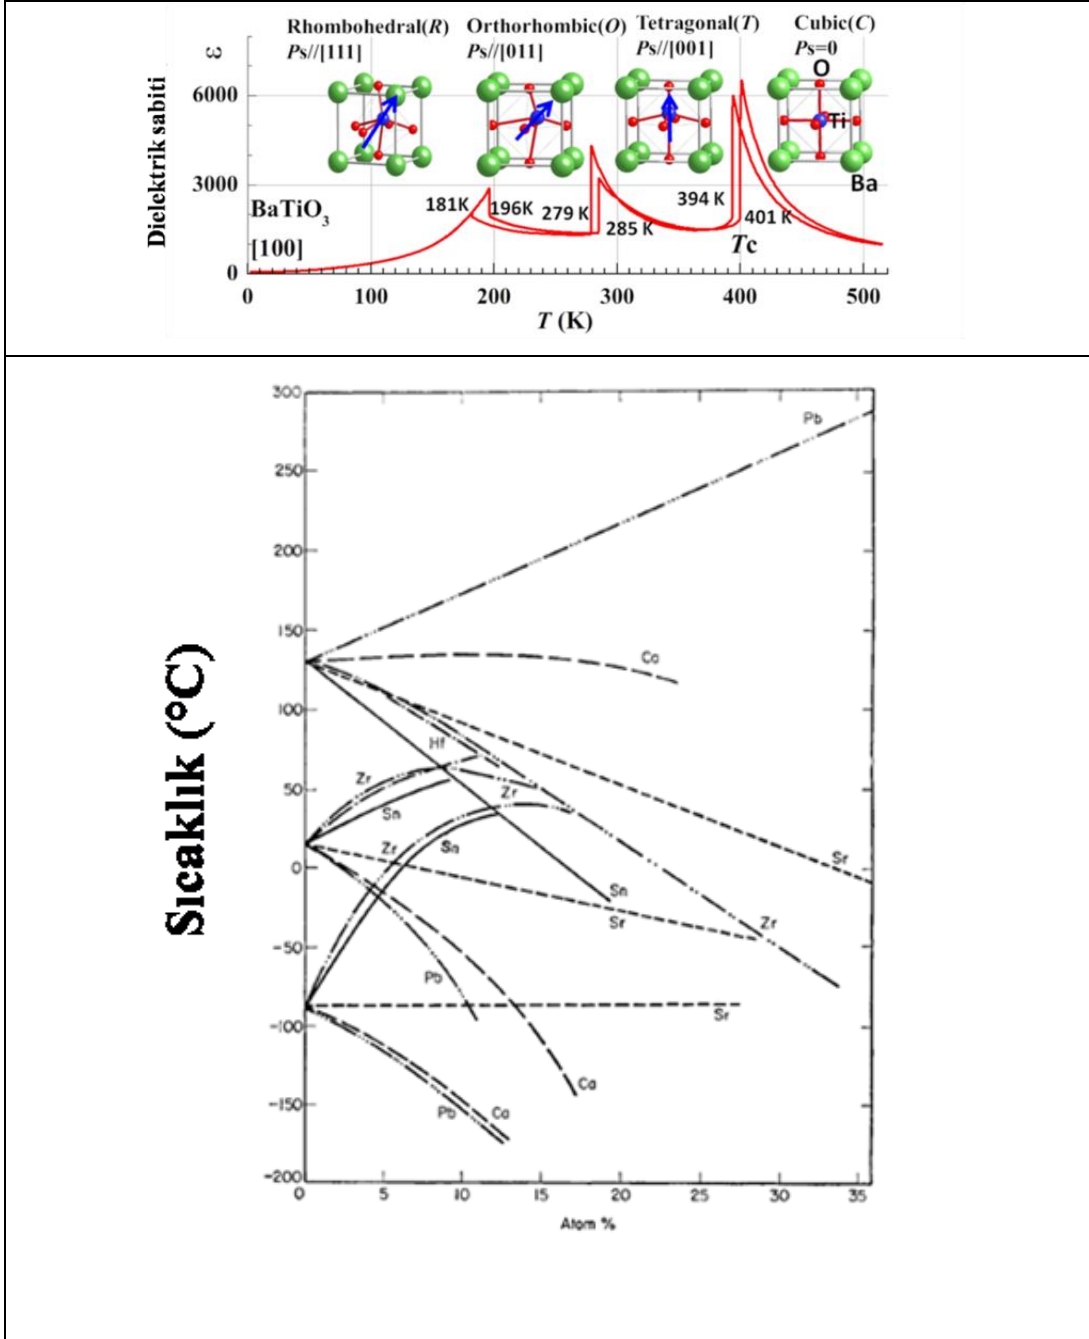 Rhombohedral(R) Orthorhombic(O) Tetragonal(T) Cubic(C)
Ps//[111] Ps//[011] Ps//[001] Ps=0
Dielektrik sabiti
ε
6000
3000
0
O
Ti
Ba
181K 196K 279 K 285 K 394 K 401 K
BaTiO₃
[100]
Tc
0 100 200 300 400 500
T (K)
Sıcaklık (°C)
300
250
200
150
100
50
0
-50
-100
-150
-200
Pb
Ca
Hf
Zr
Zr
Sn
Zr
Sn
Sr
Sn
Sr
Zr
Pb
Sr
Ca
Pb
Ca
0 5 10 15 20 25 30 35
Atom %